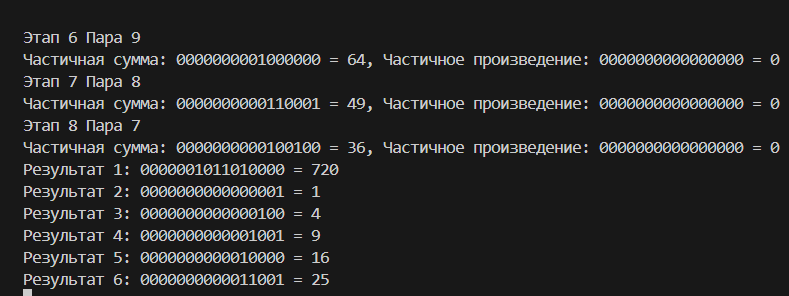 Этап 6 Пара 9
Частичная сумма: 0000000001000000 = 64, Частичное произведение: 0000000000000000 = 0
Этап 7 Пара 8
Частичная сумма: 0000000000110001 = 49, Частичное произведение: 0000000000000000 = 0
Этап 8 Пара 7
Частичная сумма: 0000000000100100 = 36, Частичное произведение: 0000000000000000 = 0
Результат 1: 0000001011010000 = 720
Результат 2: 0000000000000001 = 1
Результат 3: 0000000000000100 = 4
Результат 4: 0000000000001001 = 9
Результат 5: 0000000000010000 = 16
Результат 6: 0000000000011001 = 25